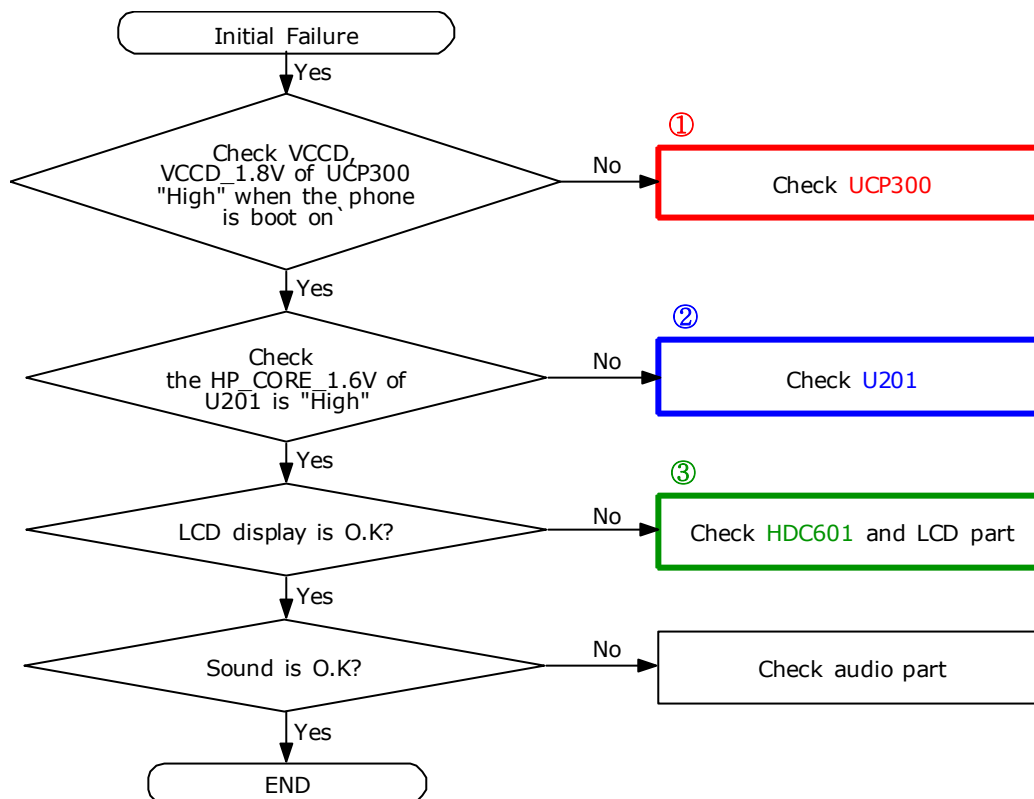 Initial Failure
Yes
①
Check VCCD,
VCCD_1.8V of UCP300
"High" when the phone
is boot on`
No
Check UCP300
Yes
②
Check
the HP_CORE_1.6V of
U201 is "High"
No
Check U201
Yes
③
LCD display is O.K?
No
Check HDC601 and LCD part
Yes
Sound is O.K?
No
Check audio part
Yes
END